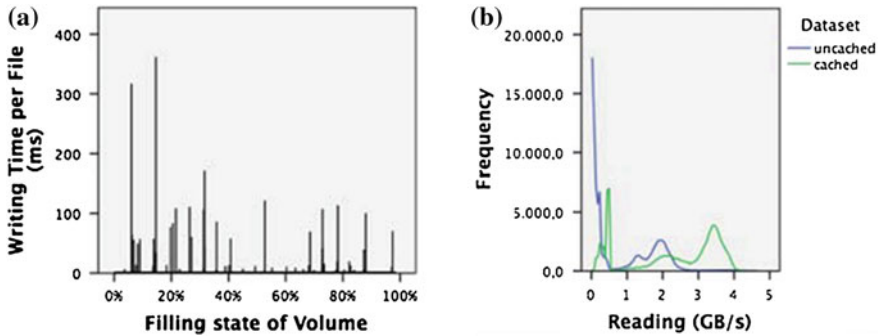 (a)
400
300
200
100
0
Writing Time per File
(ms)
0% 20% 40% 60% 80% 100%
Filling state of Volume
(b)
20.000,0
15.000,0
10.000,0
5.000,0
0,0
Frequency
0 1 2 3 4 5
Reading (GB/s)
Dataset
uncached
cached